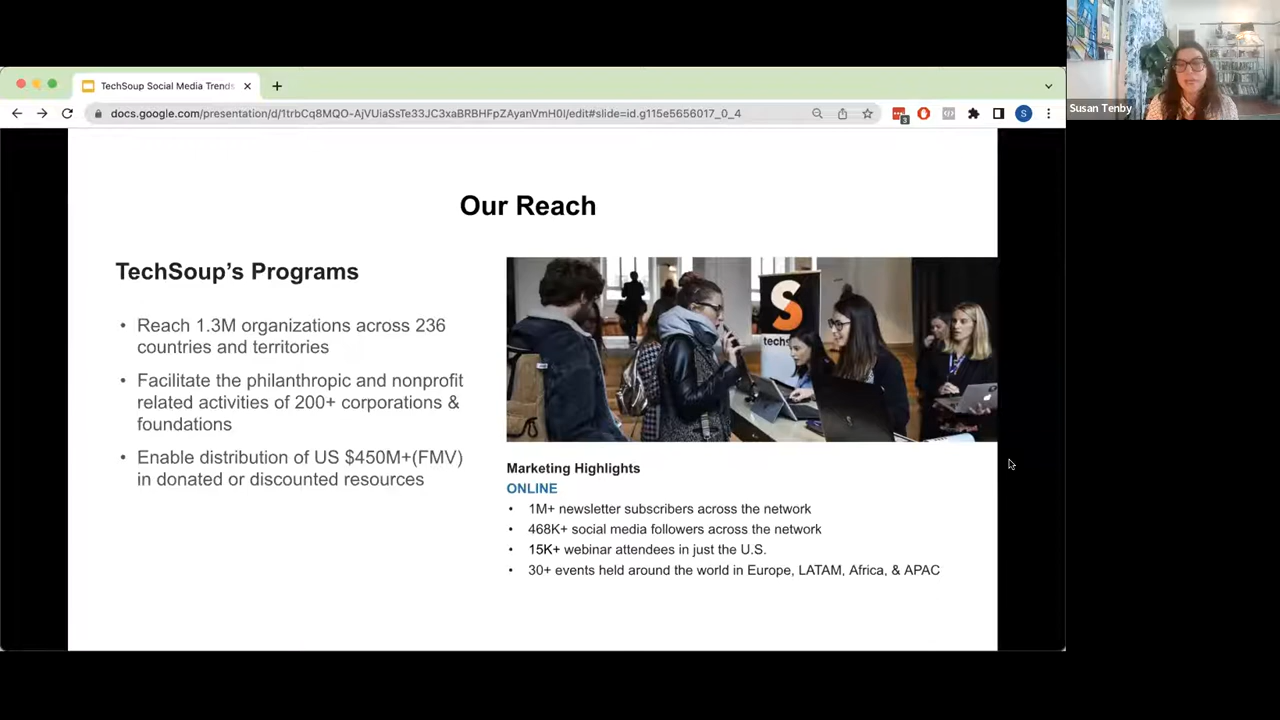 TechSoup Social Media Trends
docs.google.com/presentation/d/1trbCq8MQO-AjVUiaSsTe33JC3xaBRBHFpZAyanVmH0I/edit#slide=id.g115e5656017_0_4
3
S
Susan Tenby
Our Reach
TechSoup's Programs
• Reach 1.3M organizations across 236
countries and territories
• Facilitate the philanthropic and nonprofit
related activities of 200+ corporations &
foundations
• Enable distribution of US $450M+(FMV)
in donated or discounted resources
techs
Marketing Highlights
ONLINE
• 1M+ newsletter subscribers across the network
• 468K+ social media followers across the network
• 15K+ webinar attendees in just the U.S.
• 30+ events held around the world in Europe, LATAM, Africa, & APAC